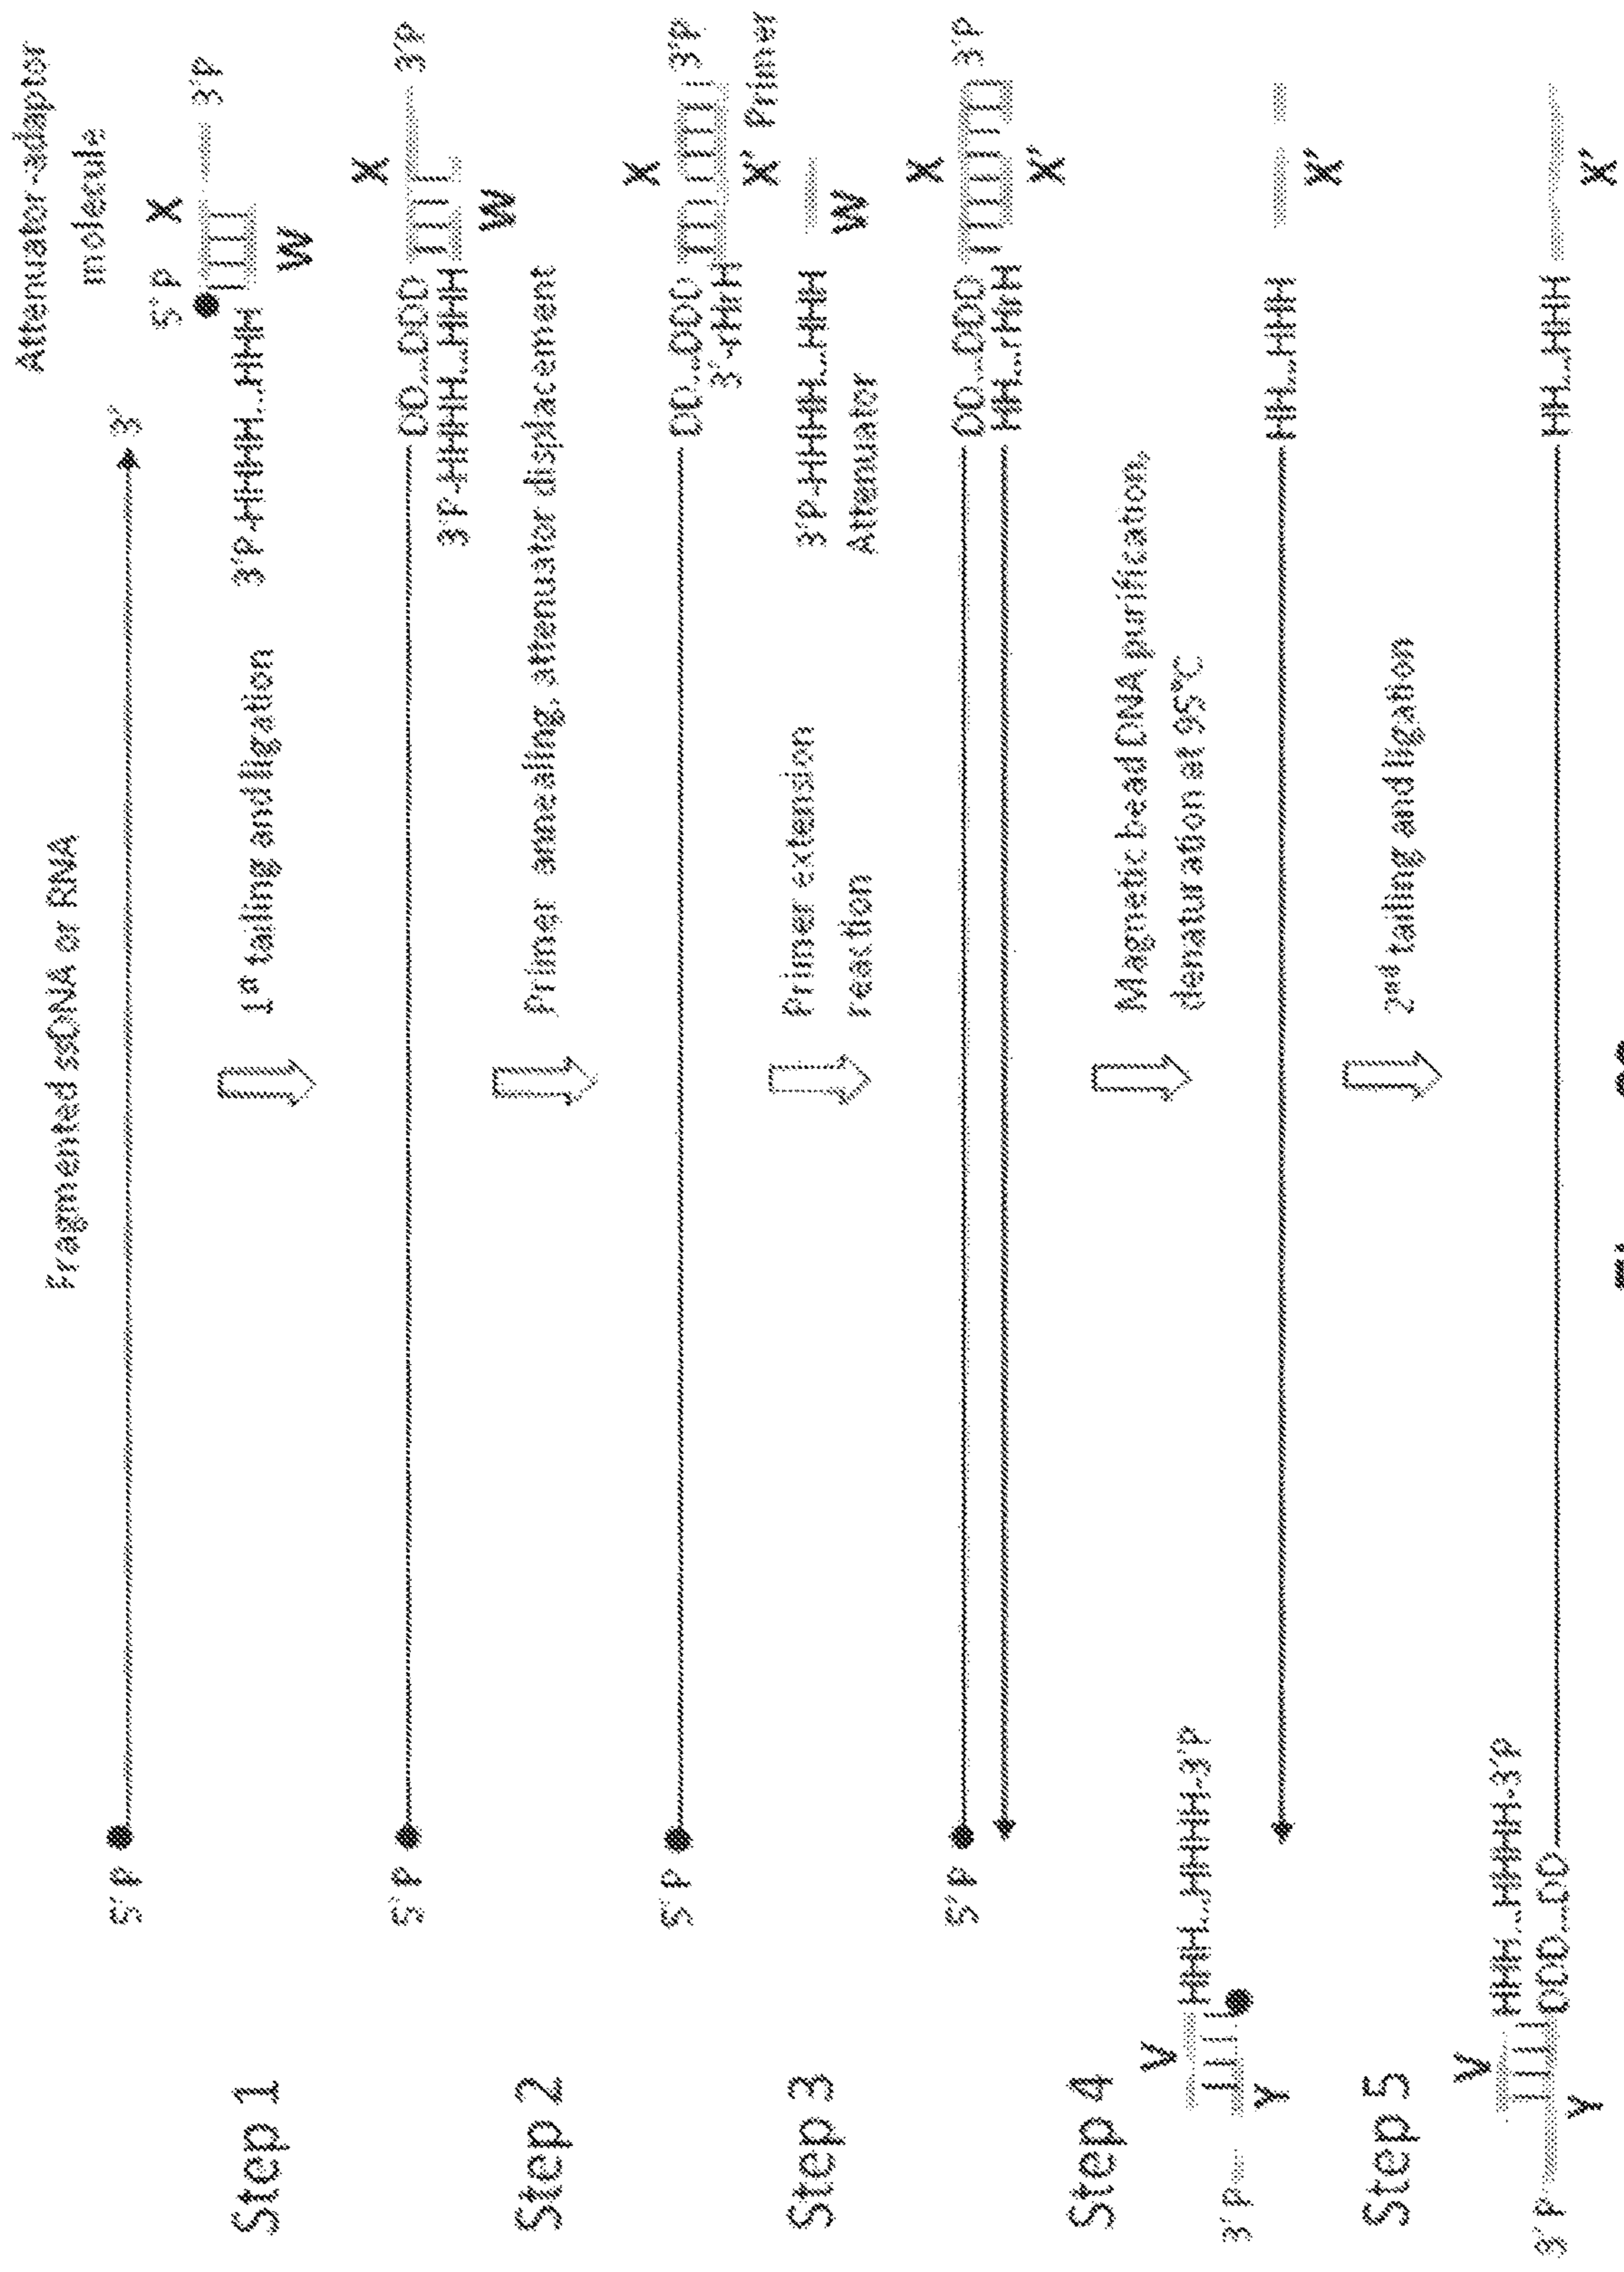 Fragmented ssDNA or RNA
Attenuator-adaptor
molecule
5´P
3´
5´P X
3´P
Step 1
1st tailing and ligation
3´P-HHH...HHH
W
5´P
DD...DDD
X
3´P
3´P-HHHH...HHH
W
Step 2
Primer annealing, attenuator displacement
5´P
DD...DDD
X
3´P
3´-rHrH
X' Primer
Step 3
Primer extension
reaction
3´P-HHHH...HHH
W
Attenuator
5´P
DD...DDD
X
3´P
HH...rHrH
X'
Step 4
Magnetic bead DNA purification,
denaturation at 95°C
V
HHH...HHHH-3´P
3´P
Y
HH...HHH
X'
Step 5
2nd tailing and ligation
V
HHH...HHHH-3´P
3´P
DDD...DD
HH...HHH
Y
X'